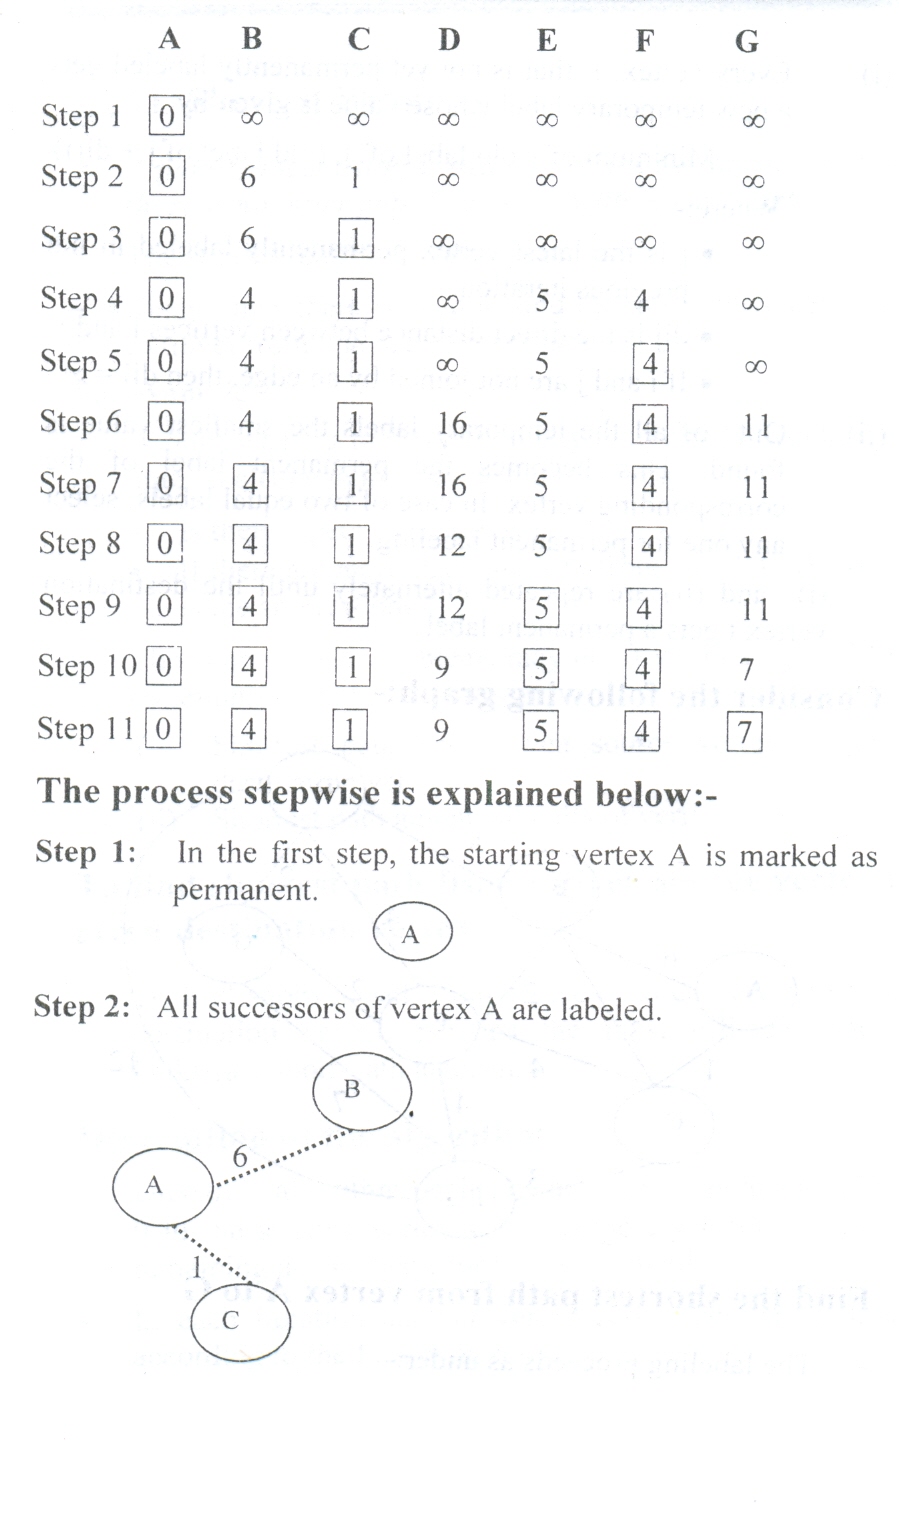 A B C D E F G
Step 1 0 ∞ ∞ ∞ ∞ ∞ ∞
Step 2 0 6 1 ∞ ∞ ∞ ∞
Step 3 0 6 1 ∞ ∞ ∞ ∞
Step 4 0 4 1 ∞ 5 4 ∞
Step 5 0 4 1 ∞ 5 4 ∞
Step 6 0 4 1 16 5 4 11
Step 7 0 4 1 16 5 4 11
Step 8 0 4 1 12 5 4 11
Step 9 0 4 1 12 5 4 11
Step 10 0 4 1 9 5 4 7
Step 11 0 4 1 9 5 4 7
The process stepwise is explained below:-
Step 1: In the first step, the starting vertex A is marked as
permanent.
A
Step 2: All successors of vertex A are labeled.
B
6
A
1
C